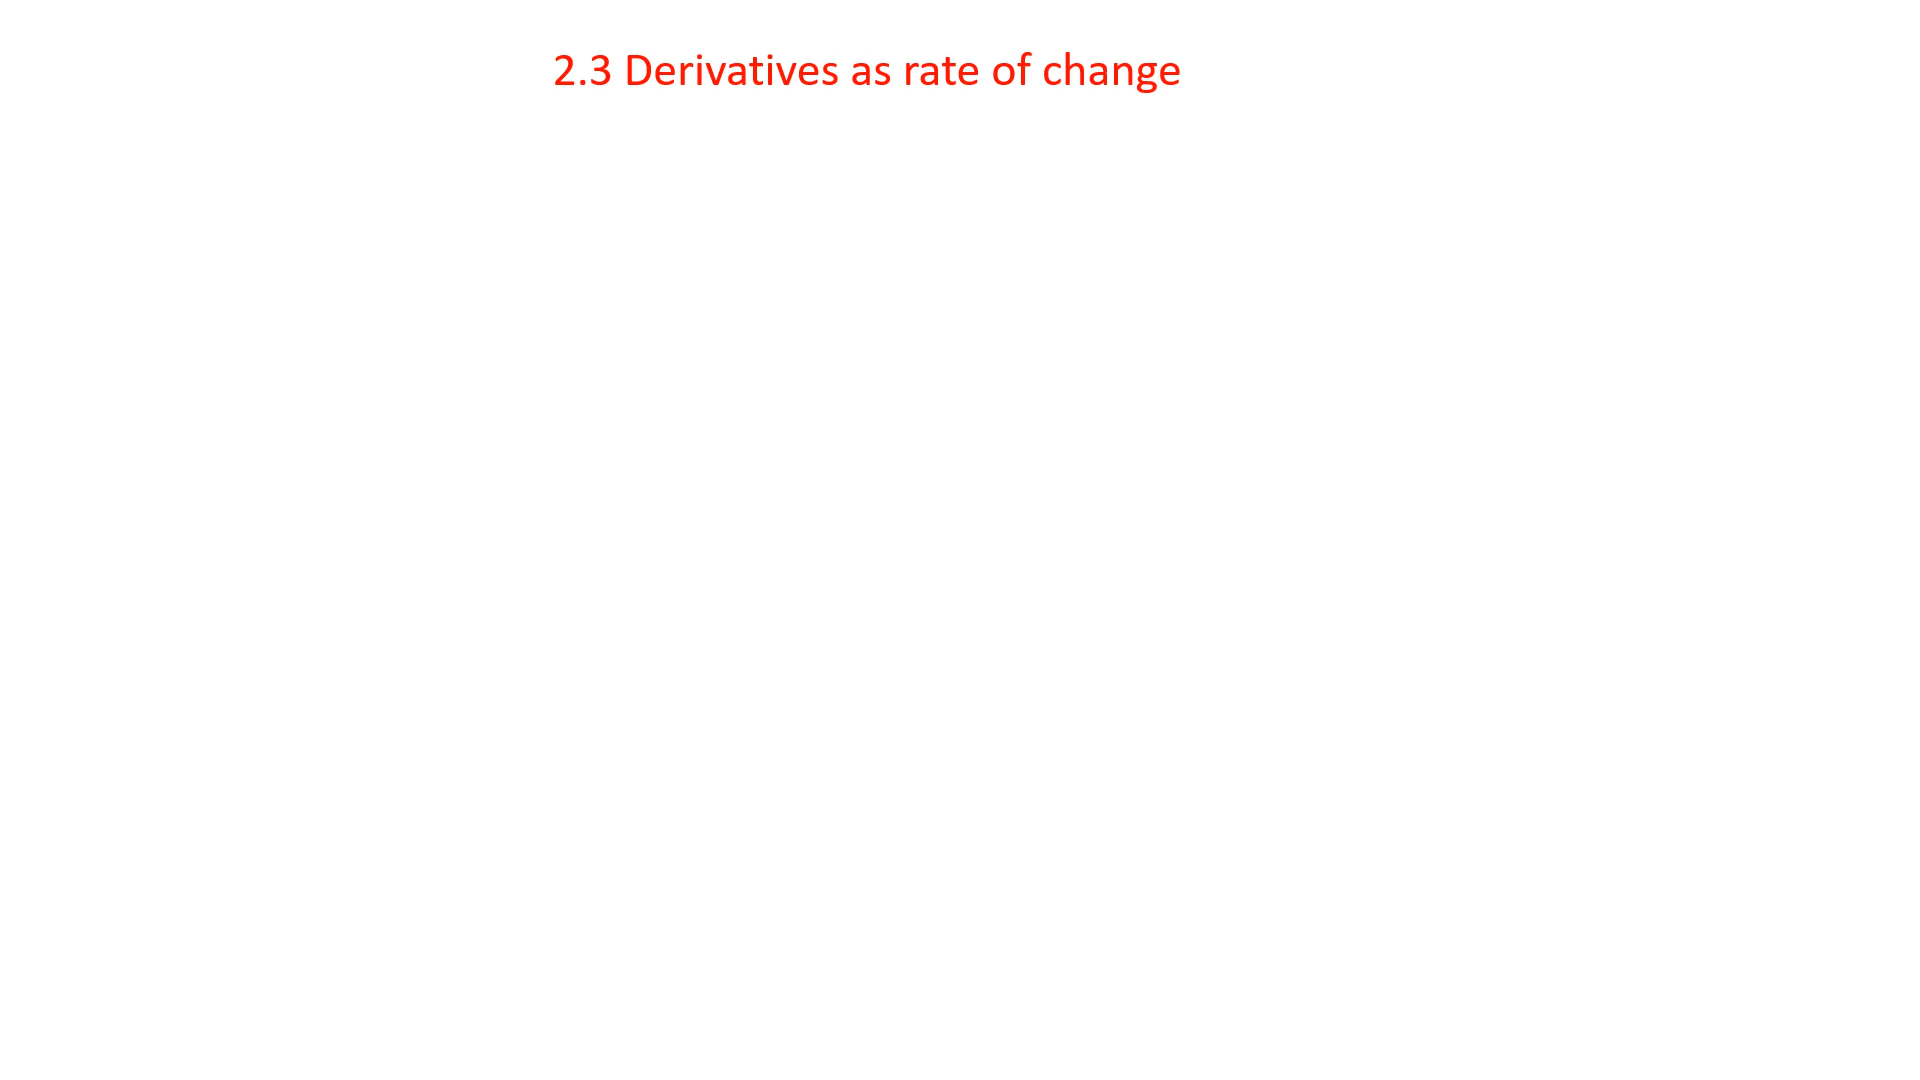 2.3 Derivatives as rate of change